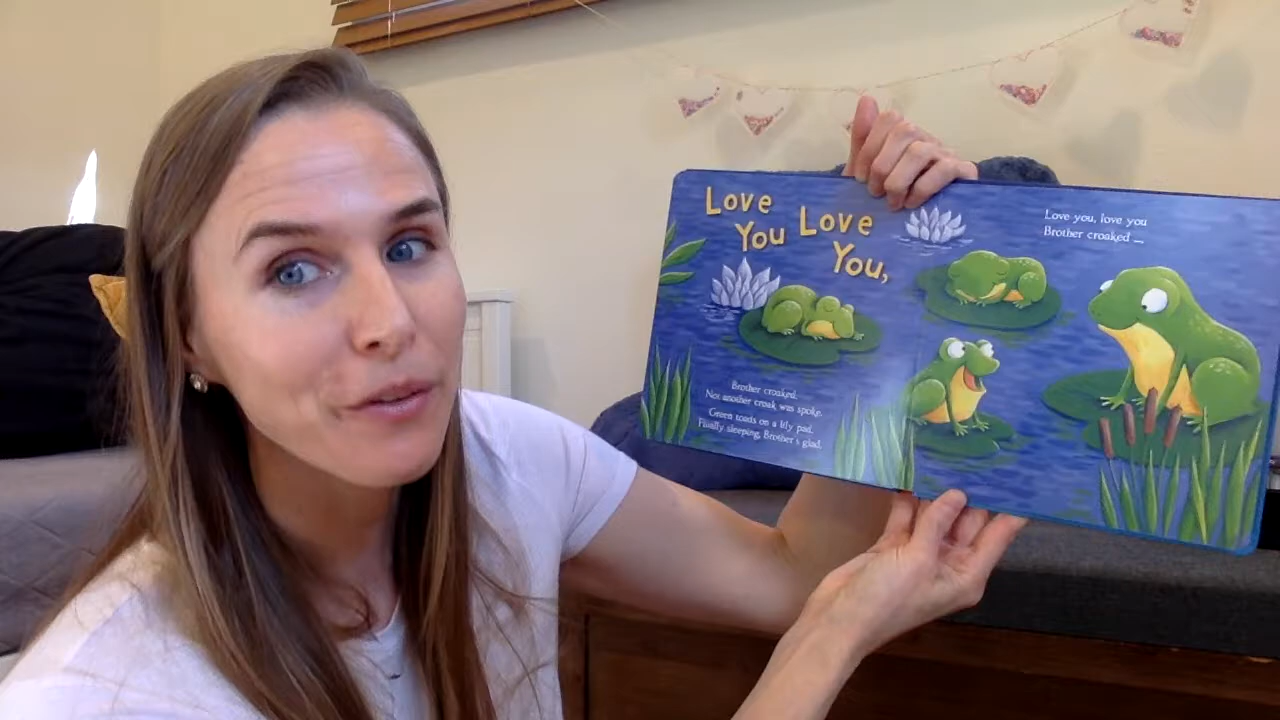 Love
You Love
You,
Brother croaked.
Not another croak was spoke.
Green toads on a lily pad.
Finally sleeping, Brother's glad.
Love you, love you
Brother croaked ...